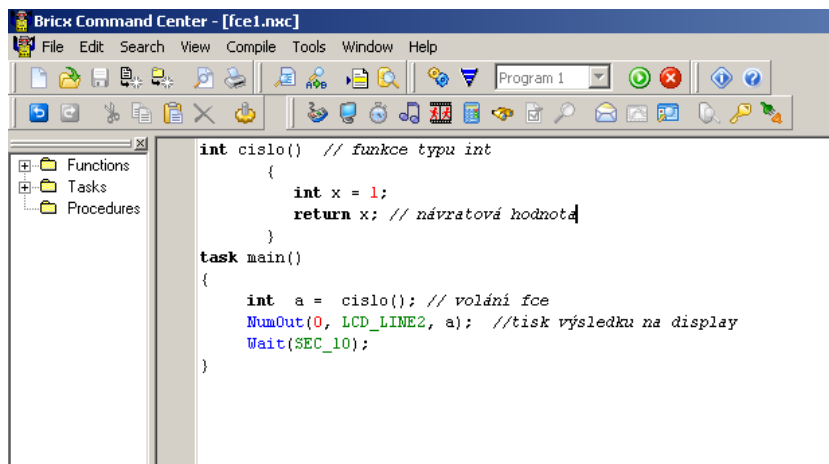 Bricx Command Center - [fce1.nxc]
File Edit Search View Compile Tools Window Help
Program 1
Functions
Tasks
Procedures
int cislo() // funkce typu int
{
int x = 1;
return x; // návratová hodnota
}
task main()
{
int a = cislo(); // volání fce
NumOut(0, LCD_LINE2, a); //tisk výsledku na display
Wait(SEC_10);
}